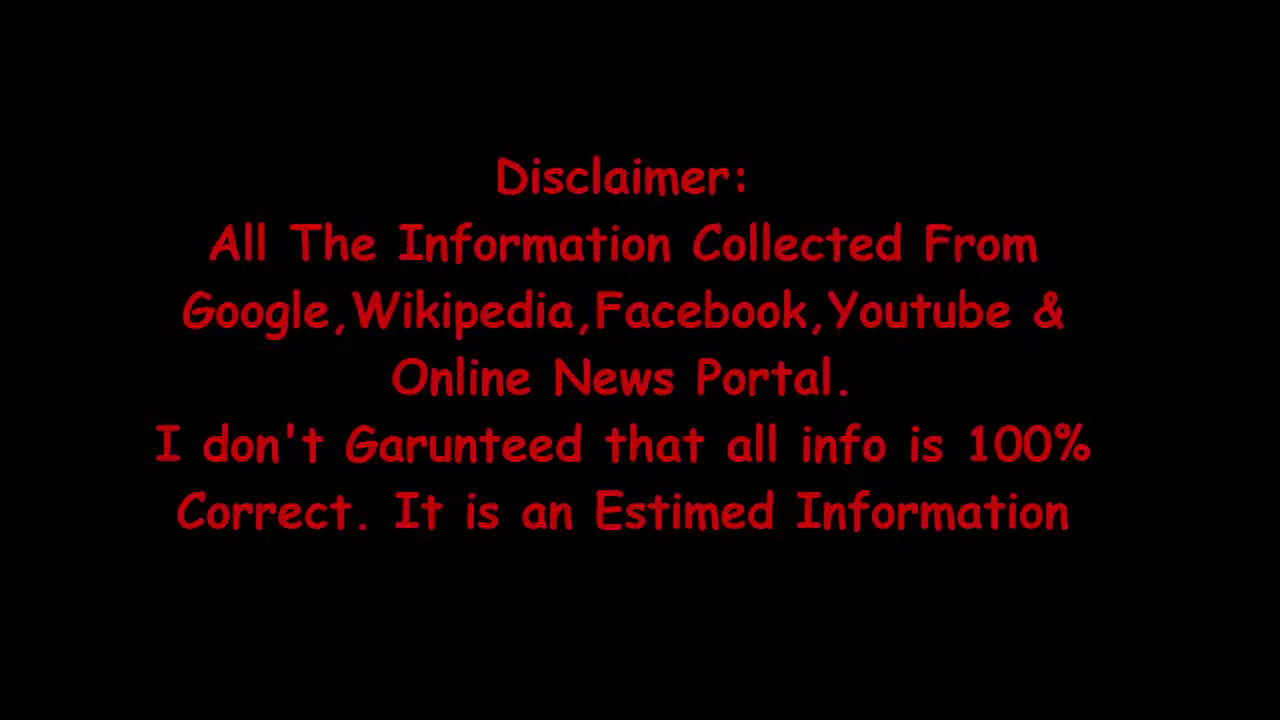 Disclaimer:
All The Information Collected From
Google,Wikipedia,Facebook,Youtube &
Online News Portal.
I don't Garunteed that all info is 100%
Correct. It is an Estimed Information